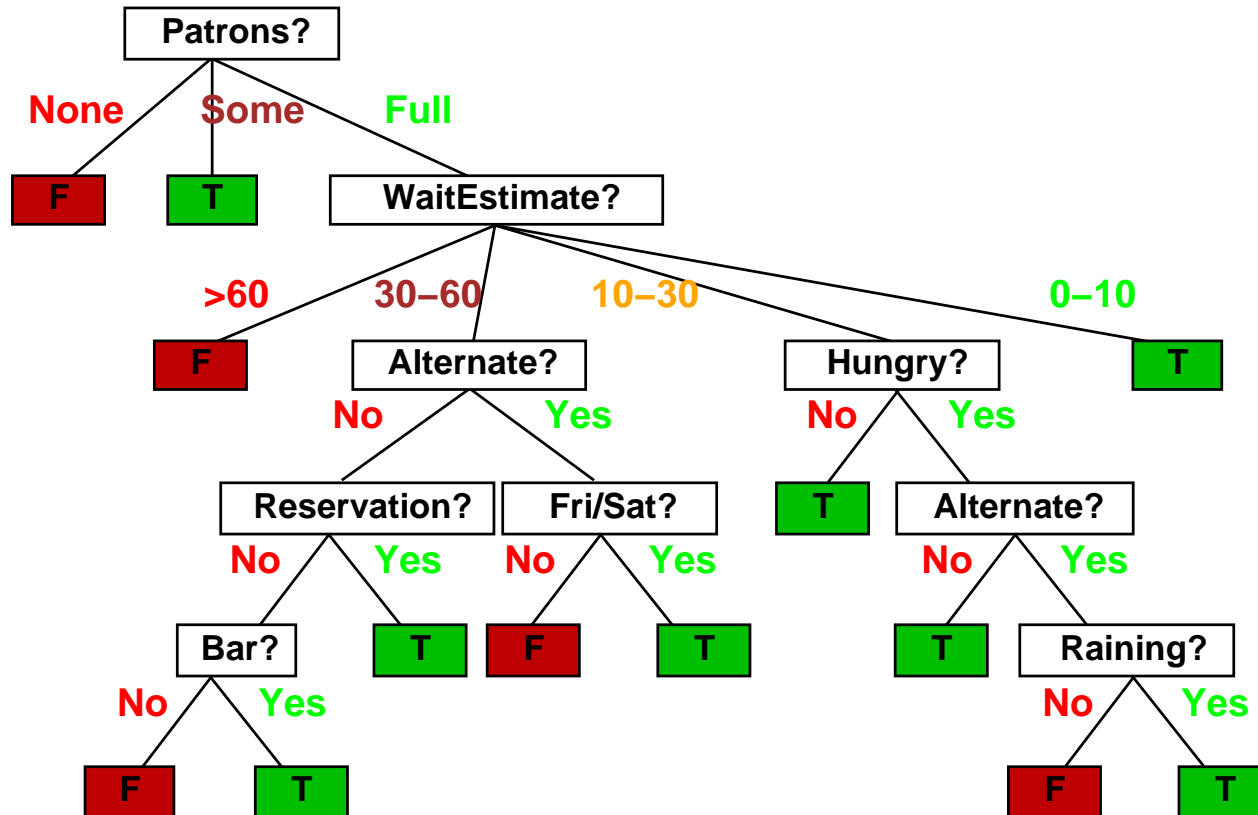 Patrons?
None Some Full
F T WaitEstimate?
>60 30–60 10–30 0–10
F Alternate? Hungry? T
No Yes No Yes
Reservation? Fri/Sat? T Alternate?
No Yes No Yes No Yes
Bar? T F T T Raining?
No Yes No Yes
F T F T